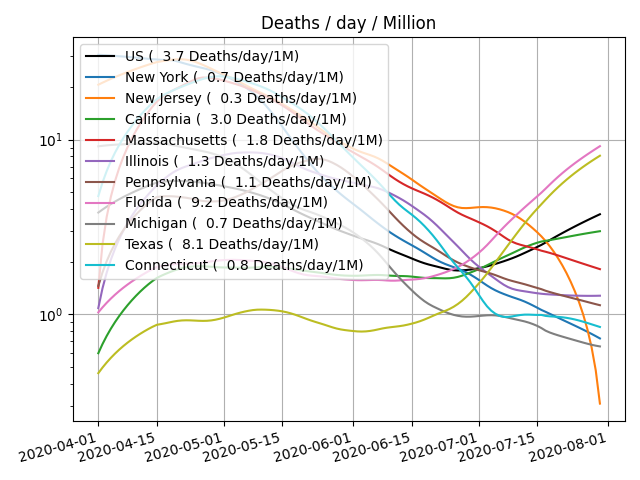 Deaths / day / Million
US (  3.7 Deaths/day/1M)
New York (  0.7 Deaths/day/1M)
New Jersey (  0.3 Deaths/day/1M)
California (  3.0 Deaths/day/1M)
Massachusetts (  1.8 Deaths/day/1M)
Illinois (  1.3 Deaths/day/1M)
Pennsylvania (  1.1 Deaths/day/1M)
Florida (  9.2 Deaths/day/1M)
Michigan (  0.7 Deaths/day/1M)
Texas (  8.1 Deaths/day/1M)
Connecticut (  0.8 Deaths/day/1M)
10¹
10⁰
2020-04-01 2020-04-15 2020-05-01 2020-05-15 2020-06-01 2020-06-15 2020-07-01 2020-07-15 2020-08-01